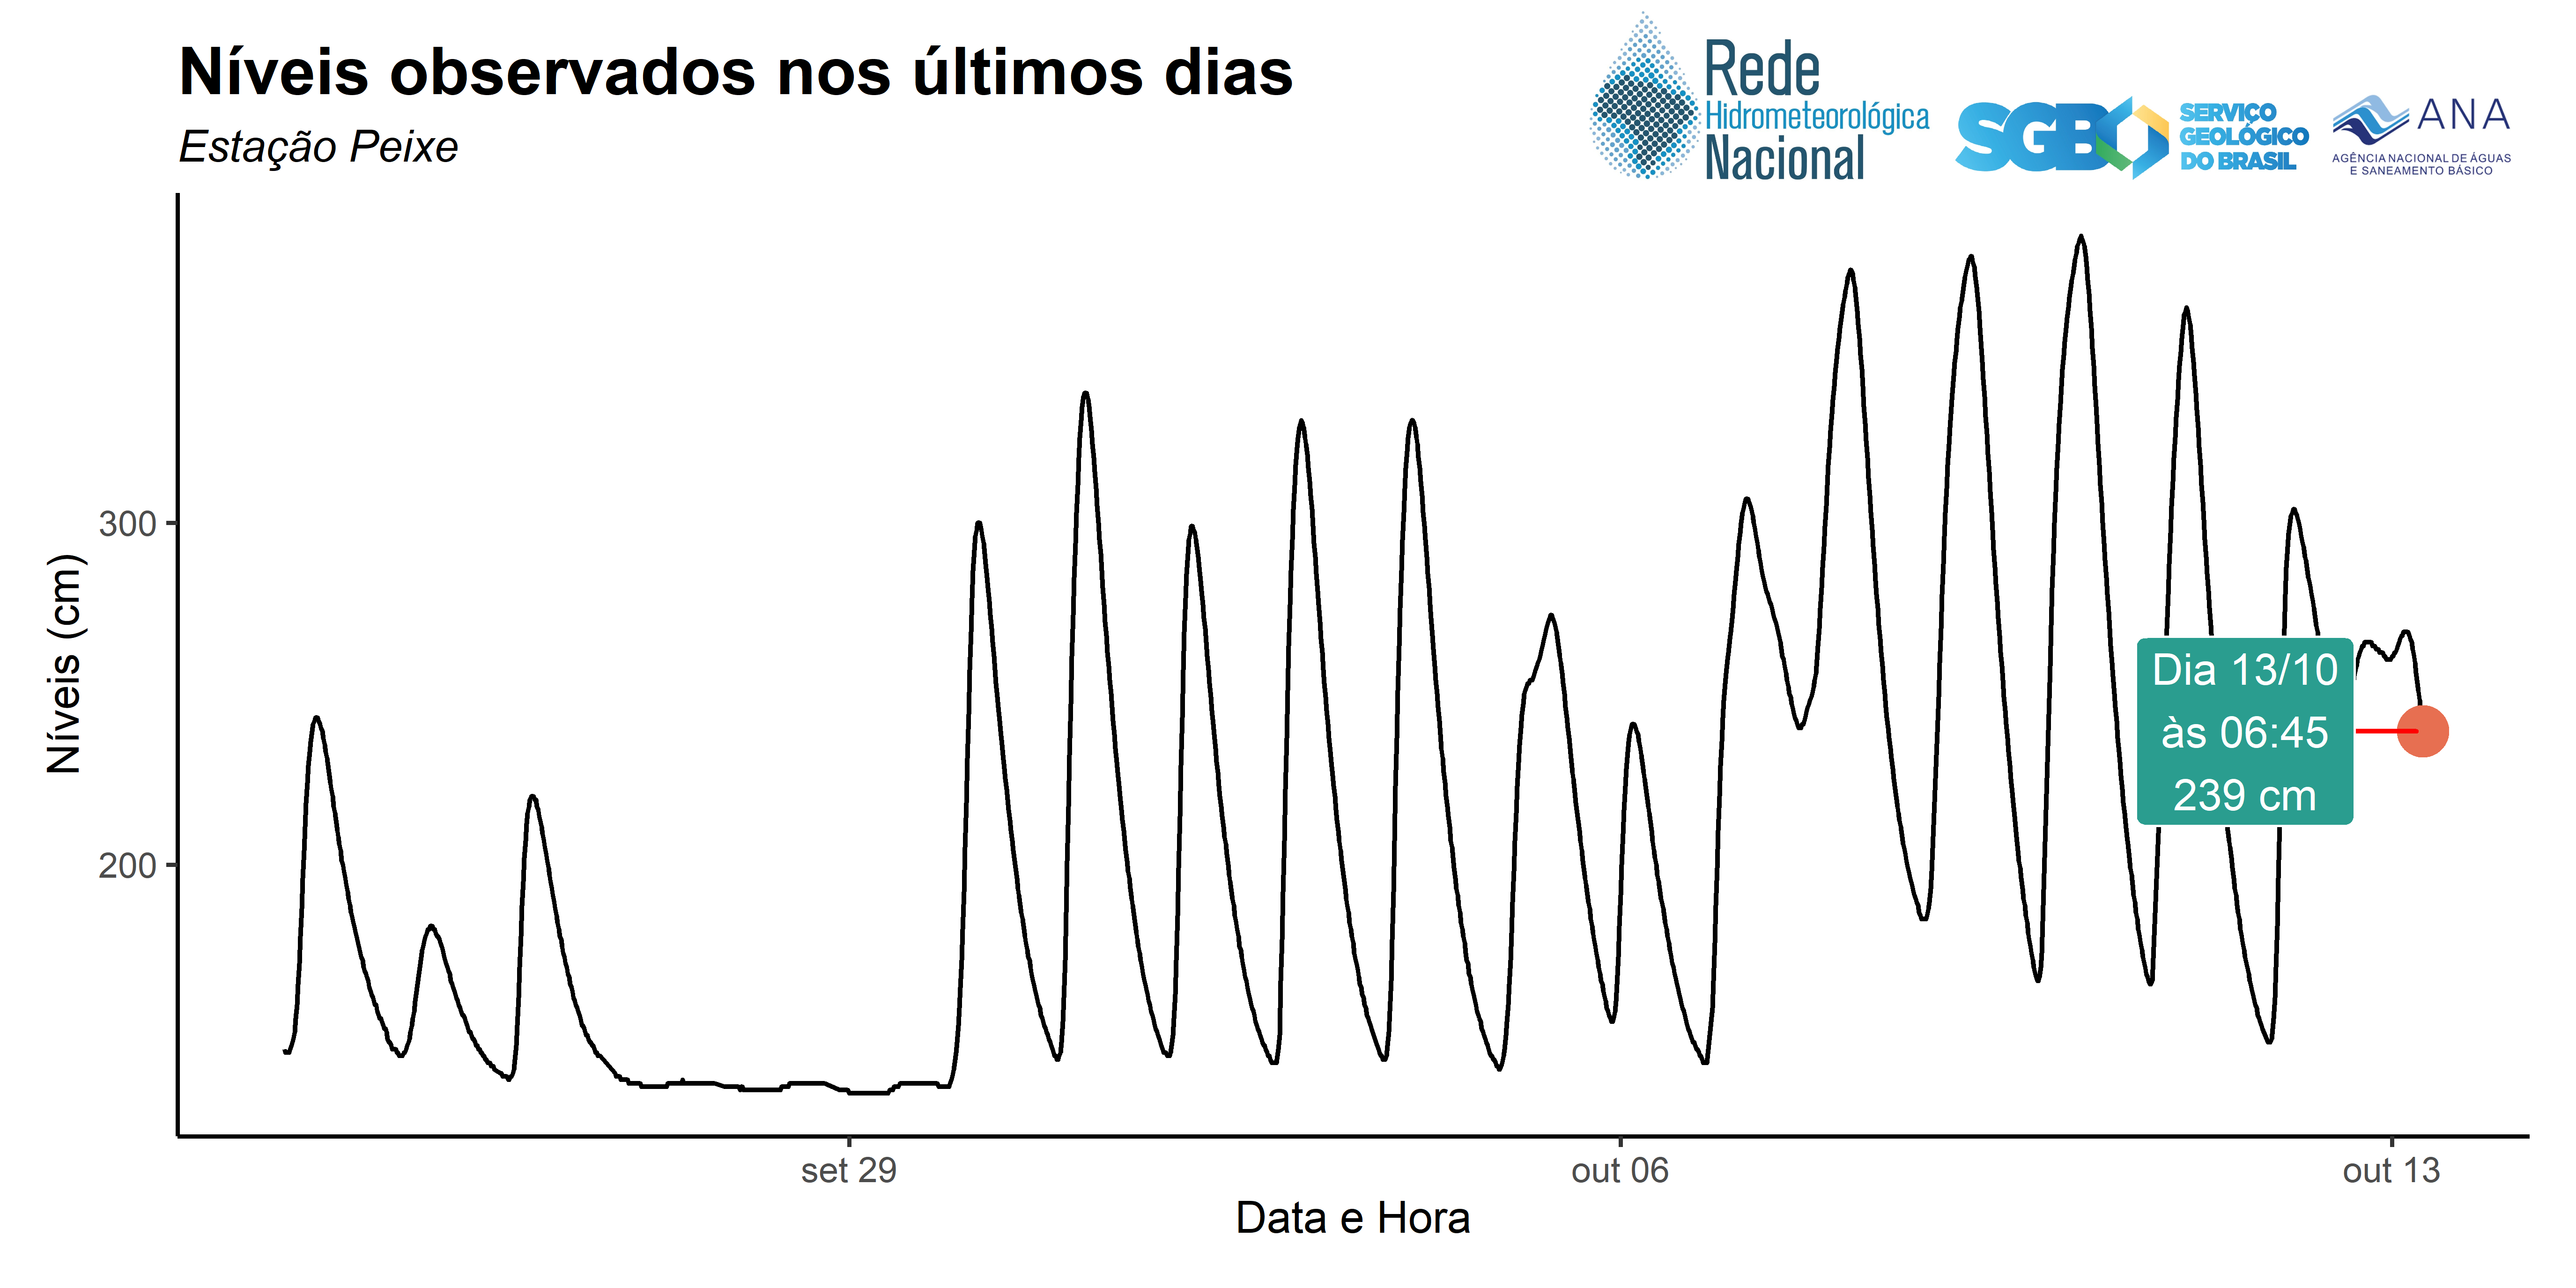 Níveis observados nos últimos dias
Estação Peixe
Rede
Hidrometeorológica
Nacional
SGB
SERVIÇO
GEOLÓGICO
DO BRASIL
ANA
AGÊNCIA NACIONAL DE ÁGUAS
E SANEAMENTO BÁSICO
Níveis (cm)
300
200
Dia 13/10
às 06:45
239 cm
set 29
out 06
out 13
Data e Hora